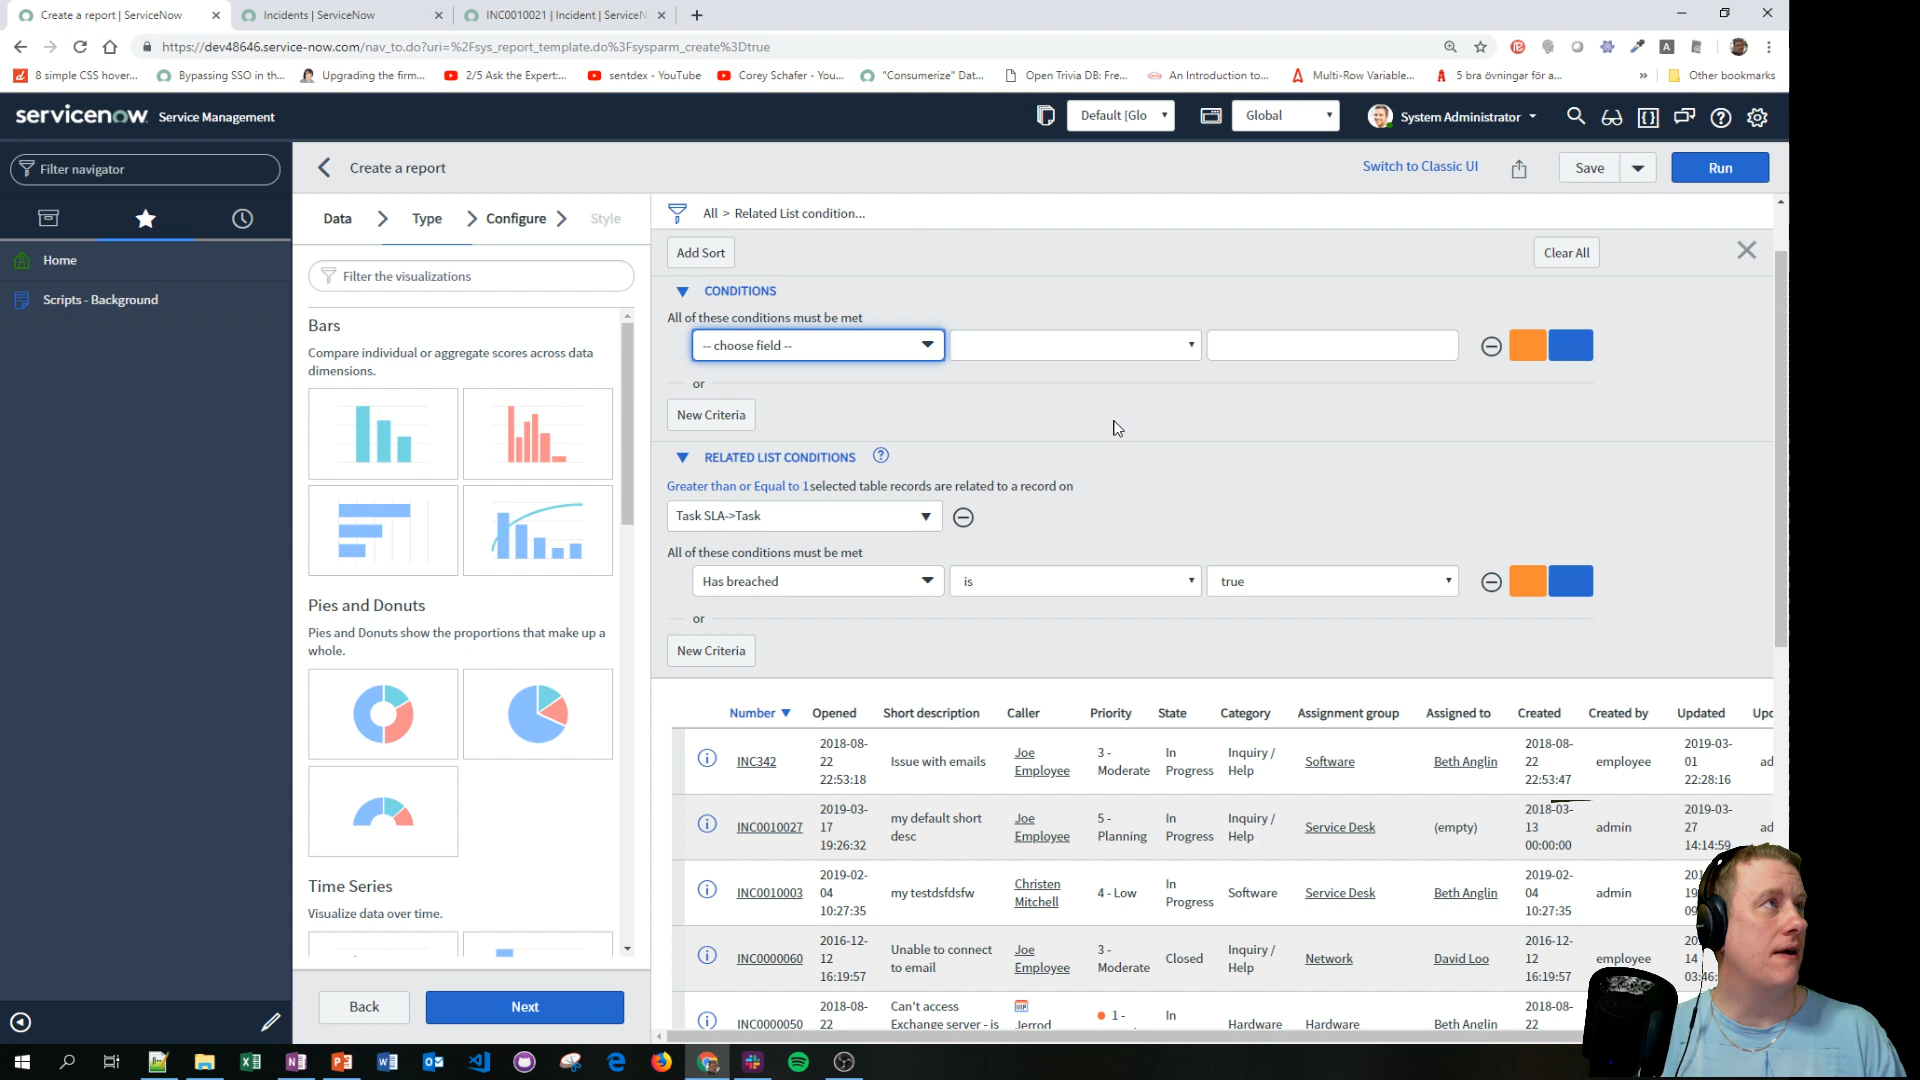 Create a report | ServiceNow
Incidents | ServiceNow
INC0010021 | Incident | ServiceN
https://dev48646.service-now.com/nav_to.do?uri=%2Fsys_report_template.do%3Fsysparm_create%3Dtrue
8 simple CSS hover...
Bypassing SSO in th...
Upgrading the firm...
2/5 Ask the Expert:...
sentdex - YouTube
Corey Schafer - You...
"Consumerize" Dat...
Open Trivia DB: Fre...
An Introduction to...
Multi-Row Variable...
5 bra övningar för a...
»
Other bookmarks
servicenow Service Management
Default |Glo
Global
System Administrator
Filter navigator
Home
Scripts - Background
Create a report
Switch to Classic UI
Save
Run
Data
Type
Configure
Style
Filter the visualizations
Bars
Compare individual or aggregate scores across data
dimensions.
Pies and Donuts
Pies and Donuts show the proportions that make up a
whole.
Time Series
Visualize data over time.
Back
Next
All > Related List condition...
Add Sort
Clear All
CONDITIONS
All of these conditions must be met
-- choose field --
or
New Criteria
RELATED LIST CONDITIONS
Greater than or Equal to 1 selected table records are related to a record on
Task SLA->Task
All of these conditions must be met
Has breached
is
true
or
New Criteria
Number Opened Short description Caller Priority State Category Assignment group Assigned to Created Created by Updated Upd
INC342 2018-08-22 22:53:18 Issue with emails Joe Employee 3 - Moderate In Progress Inquiry / Help Software Beth Anglin 2018-08-22 22:53:47 employee 2019-03-01 22:28:16 ad
INC0010027 2019-03-17 19:26:32 my default short desc Joe Employee 5 - Planning In Progress Inquiry / Help Service Desk (empty) 2018-03-13 00:00:00 admin 2019-03-27 14:14:59 ad
INC0010003 2019-02-04 10:27:35 my testdsfdsfw Christen Mitchell 4 - Low In Progress Software Service Desk Beth Anglin 2019-02-04 10:27:35 admin
INC0000060 2016-12-12 16:19:57 Unable to connect to email Joe Employee 3 - Moderate Closed Inquiry / Help Network David Loo 2016-12-12 16:19:57 employee
INC0000050 2018-08-22 Can't access Exchange server - is Jerrod 1 - In Hardware Hardware Beth Anglin 2018-08-22